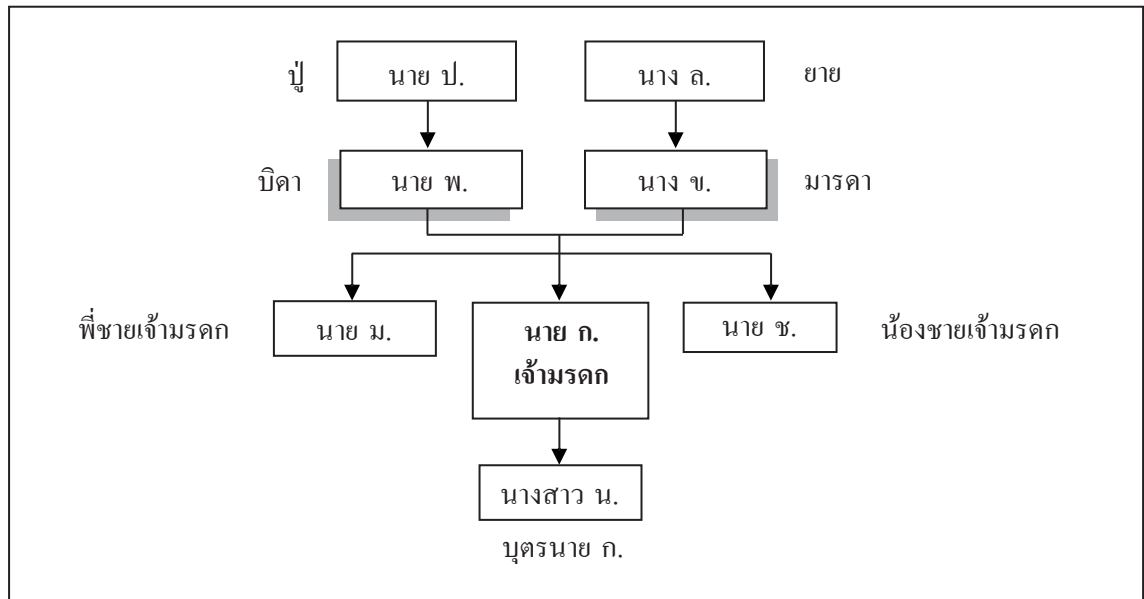 ปู่ นาย ป. นาง ล. ยาย
บิดา นาย พ. นาง ข. มารดา
พี่ชายเจ้ามรดก นาย ม. นาย ก. นาย ช. น้องชายเจ้ามรดก
เจ้ามรดก
นางสาว น.
บุตรนาย ก.